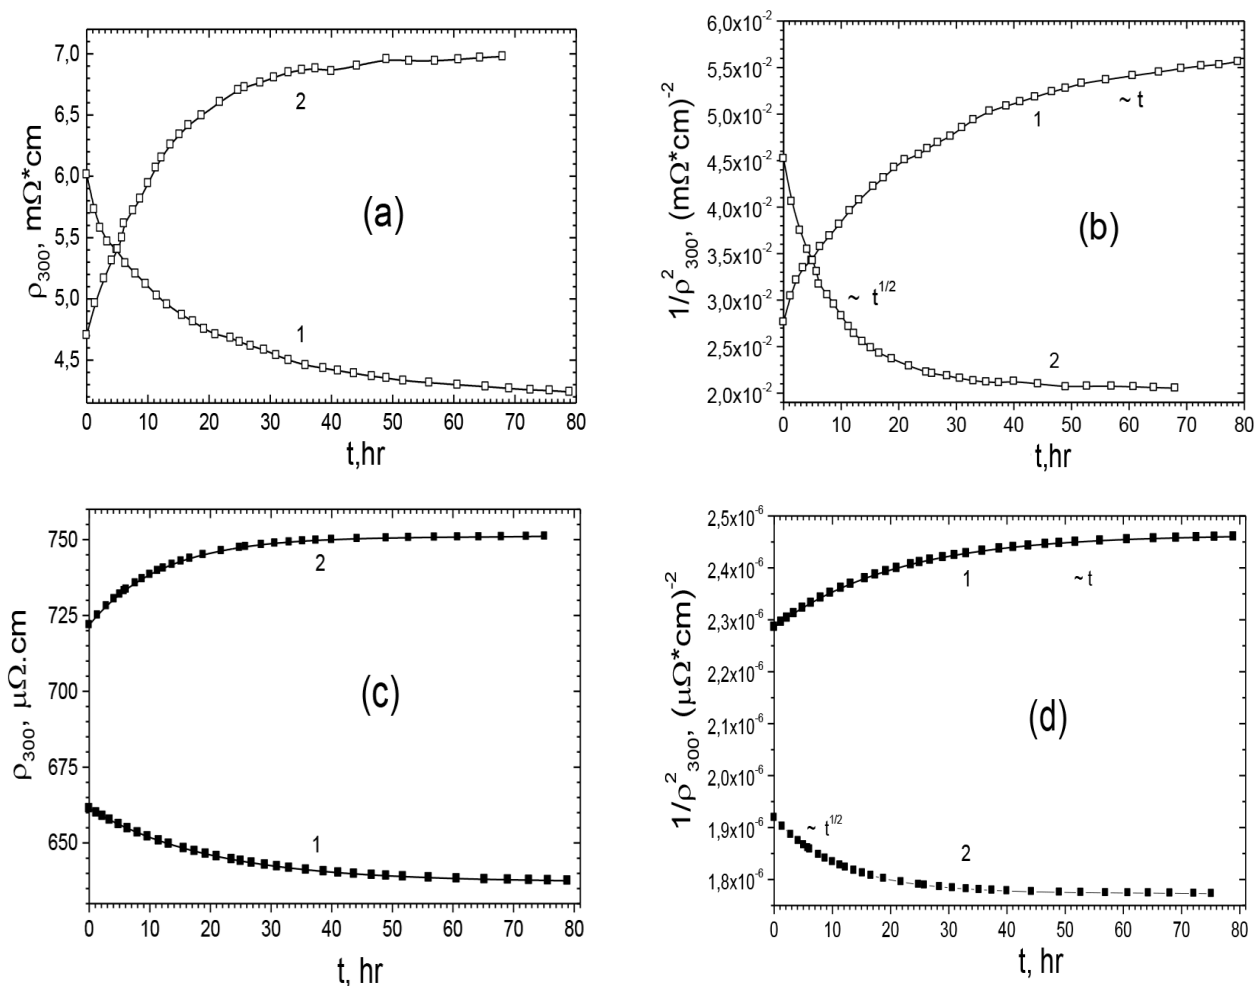 7,0
6,5
6,0
5,5
5,0
4,5
ρ300, mΩ*cm
2
1
(a)
0 10 20 30 40 50 60 70 80
t,hr
6,0x10-2
5,5x10-2
5,0x10-2
4,5x10-2
4,0x10-2
3,5x10-2
3,0x10-2
2,5x10-2
2,0x10-2
1/ρ2300, (mΩ*cm)-2
1
~ t
(b)
~ t1/2
2
0 10 20 30 40 50 60 70 80
t,hr
750
725
700
675
650
ρ300, μΩ.cm
2
(c)
1
0 10 20 30 40 50 60 70 80
t, hr
2,5x10-6
2,4x10-6
2,3x10-6
2,2x10-6
2,1x10-6
2,0x10-6
1,9x10-6
1,8x10-6
1/ρ2300, (μΩ*cm)-2
1
~ t
(d)
~ t1/2
2
0 10 20 30 40 50 60 70 80
t, hr